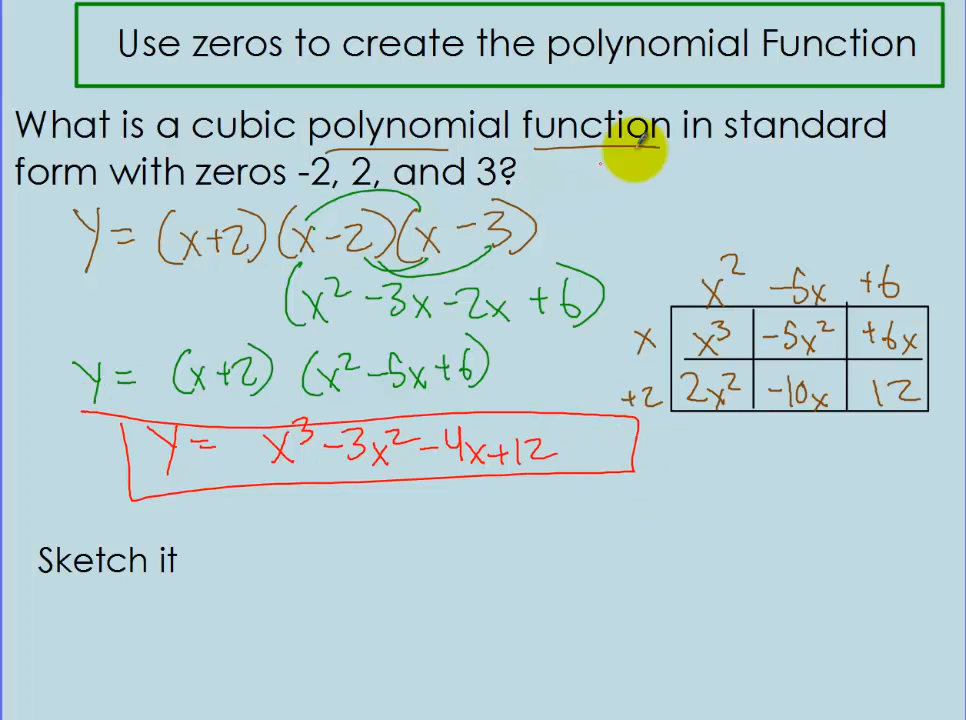 Use zeros to create the polynomial Function
What is a cubic polynomial function in standard
form with zeros -2, 2, and 3?
y = (x+2)(x-2)(x-3)
(x² -3x -2x +6)
y = (x+2) (x² -5x+6)
y = x³ -3x² -4x+12
x² -5x +6
x x³ -5x² +6x
+2 2x² -10x 12
Sketch it